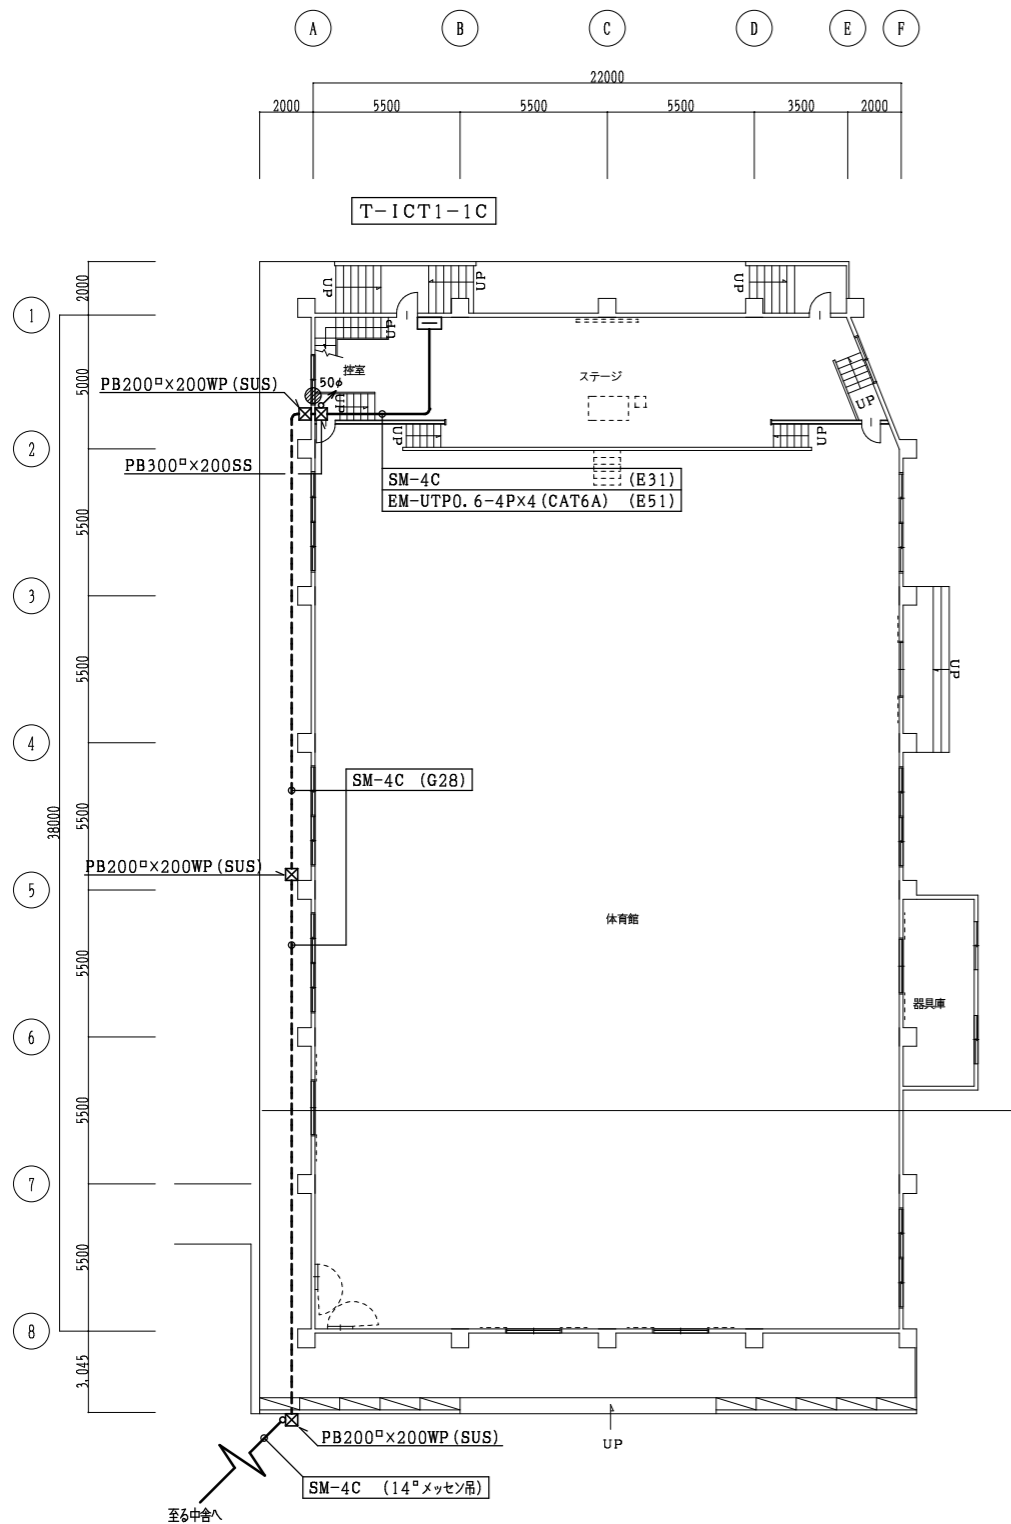 A B C D E F
22000
2000 5500 5500 5500 3500 2000
T-ICT1-1C
2000
UP UP UP
1
UP
控室
ステージ
5000
50φ
PB200□×200WP(SUS)
UP
UP
UP UP
2
PB300□×200SS
SM-4C (E31)
EM-UTP0.6-4P×4(CAT6A) (E51)
5500
3
5500
UP
4
SM-4C (G28)
38000
5500
PB200□×200WP(SUS)
5
体育館
5500
器具庫
6
5500
7
5500
8
3,045
PB200□×200WP(SUS)
UP
SM-4C (14□メッセン吊)
至る中舎へ